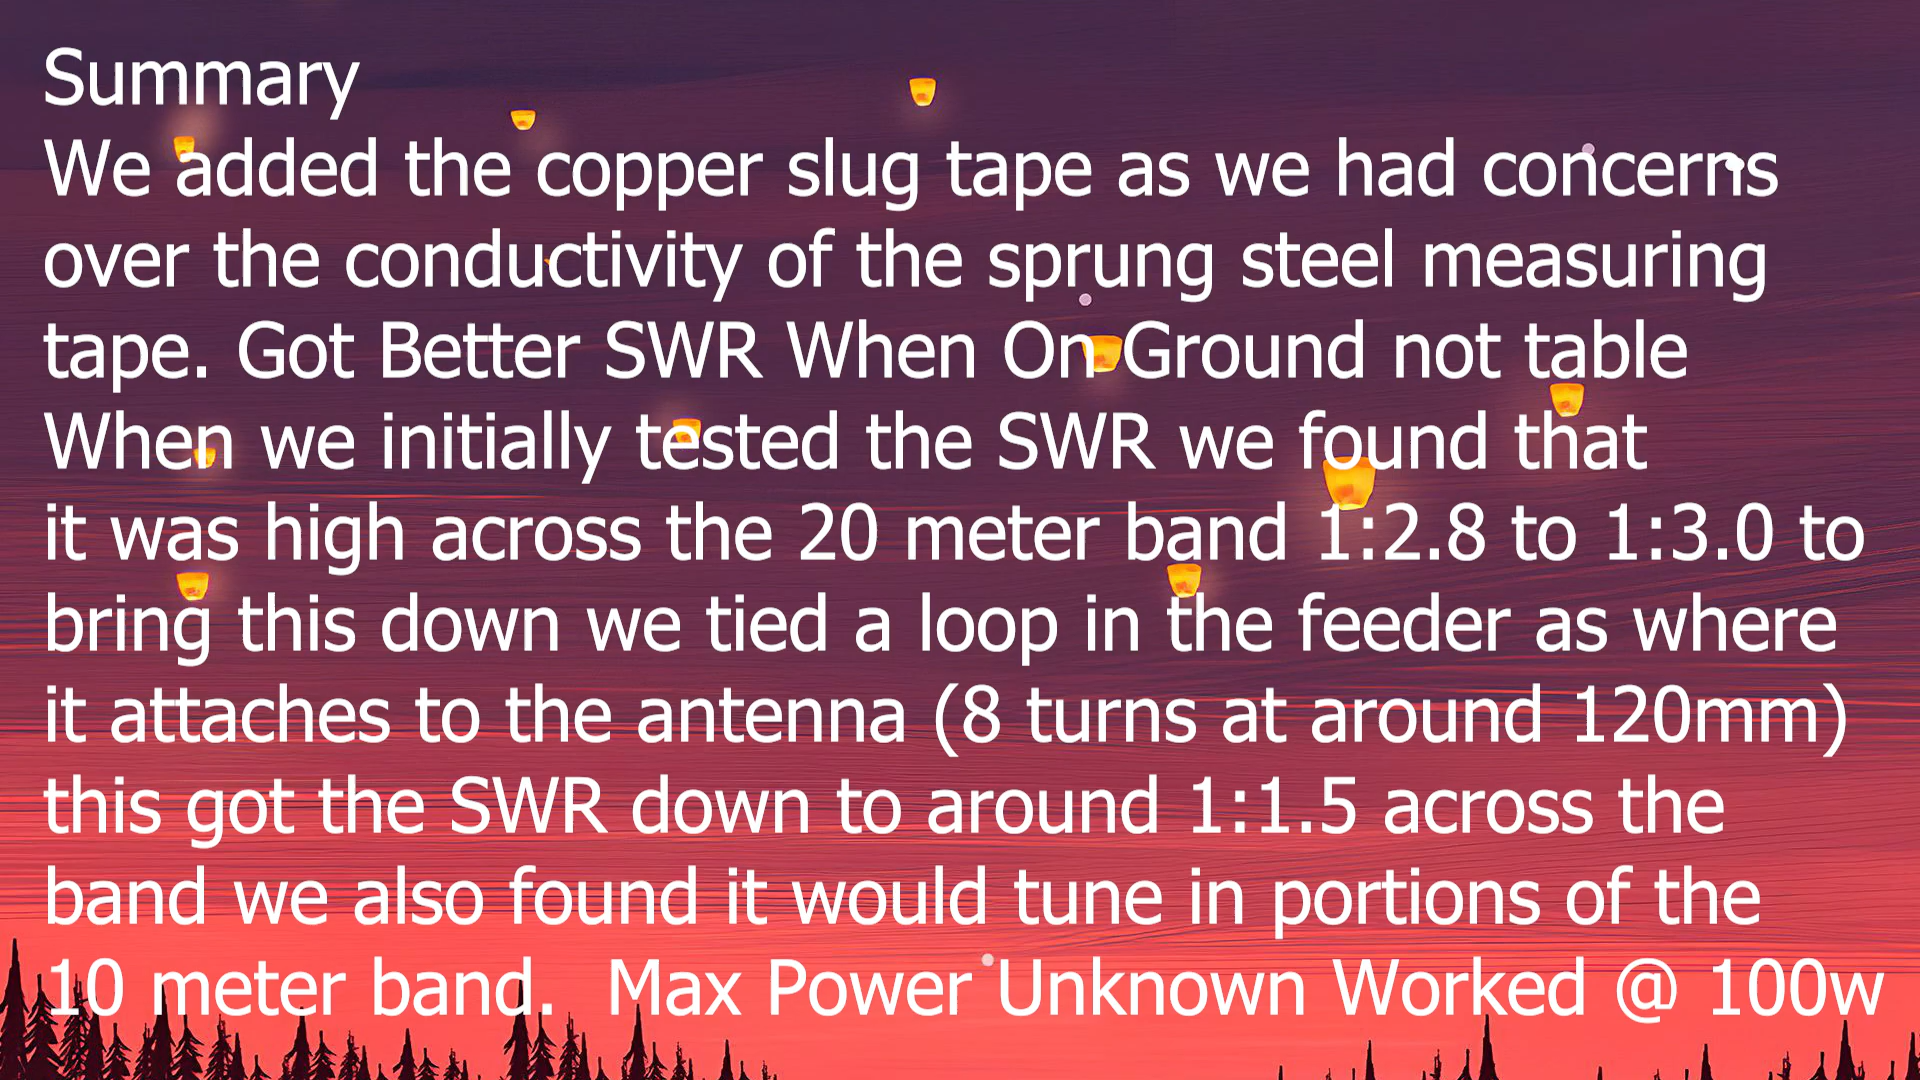 Summary
We added the copper slug tape as we had concerns
over the conductivity of the sprung steel measuring
tape. Got Better SWR When On Ground not table
When we initially tested the SWR we found that
it was high across the 20 meter band 1:2.8 to 1:3.0 to
bring this down we tied a loop in the feeder as where
it attaches to the antenna (8 turns at around 120mm)
this got the SWR down to around 1:1.5 across the
band we also found it would tune in portions of the
10 meter band.  Max Power Unknown Worked @ 100w